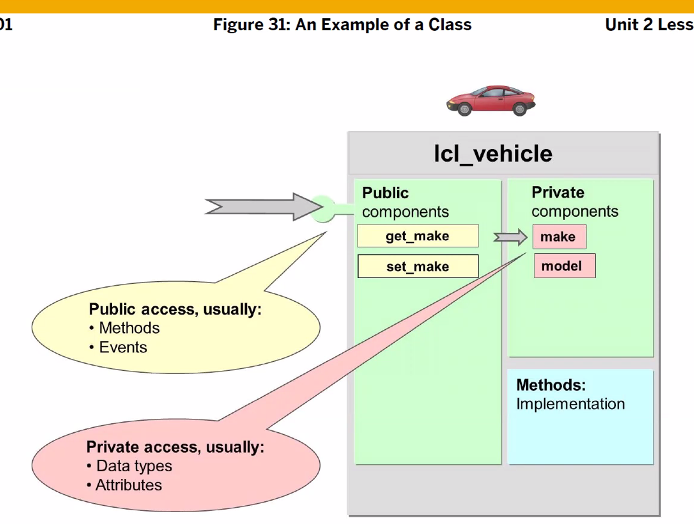 01
Figure 31: An Example of a Class
Unit 2 Less
lcl_vehicle
Public
components
get_make
set_make
Private
components
make
model
Methods:
Implementation
Public access, usually:
• Methods
• Events
Private access, usually:
• Data types
• Attributes